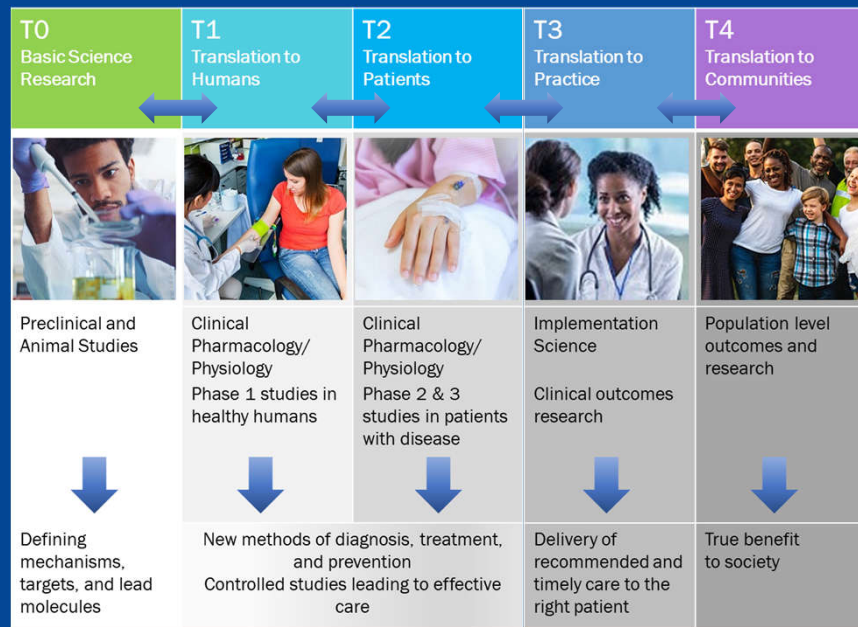 T0
Basic Science
Research
T1
Translation to
Humans
T2
Translation to
Patients
T3
Translation to
Practice
T4
Translation to
Communities
Preclinical and
Animal Studies
Clinical
Pharmacology/
Physiology
Phase 1 studies in
healthy humans
Clinical
Pharmacology/
Physiology
Phase 2 & 3
studies in patients
with disease
Implementation
Science
Clinical outcomes
research
Population level
outcomes and
research
Defining
mechanisms,
targets, and lead
molecules
New methods of diagnosis, treatment,
and prevention
Controlled studies leading to effective
care
Delivery of
recommended and
timely care to the
right patient
True benefit
to society